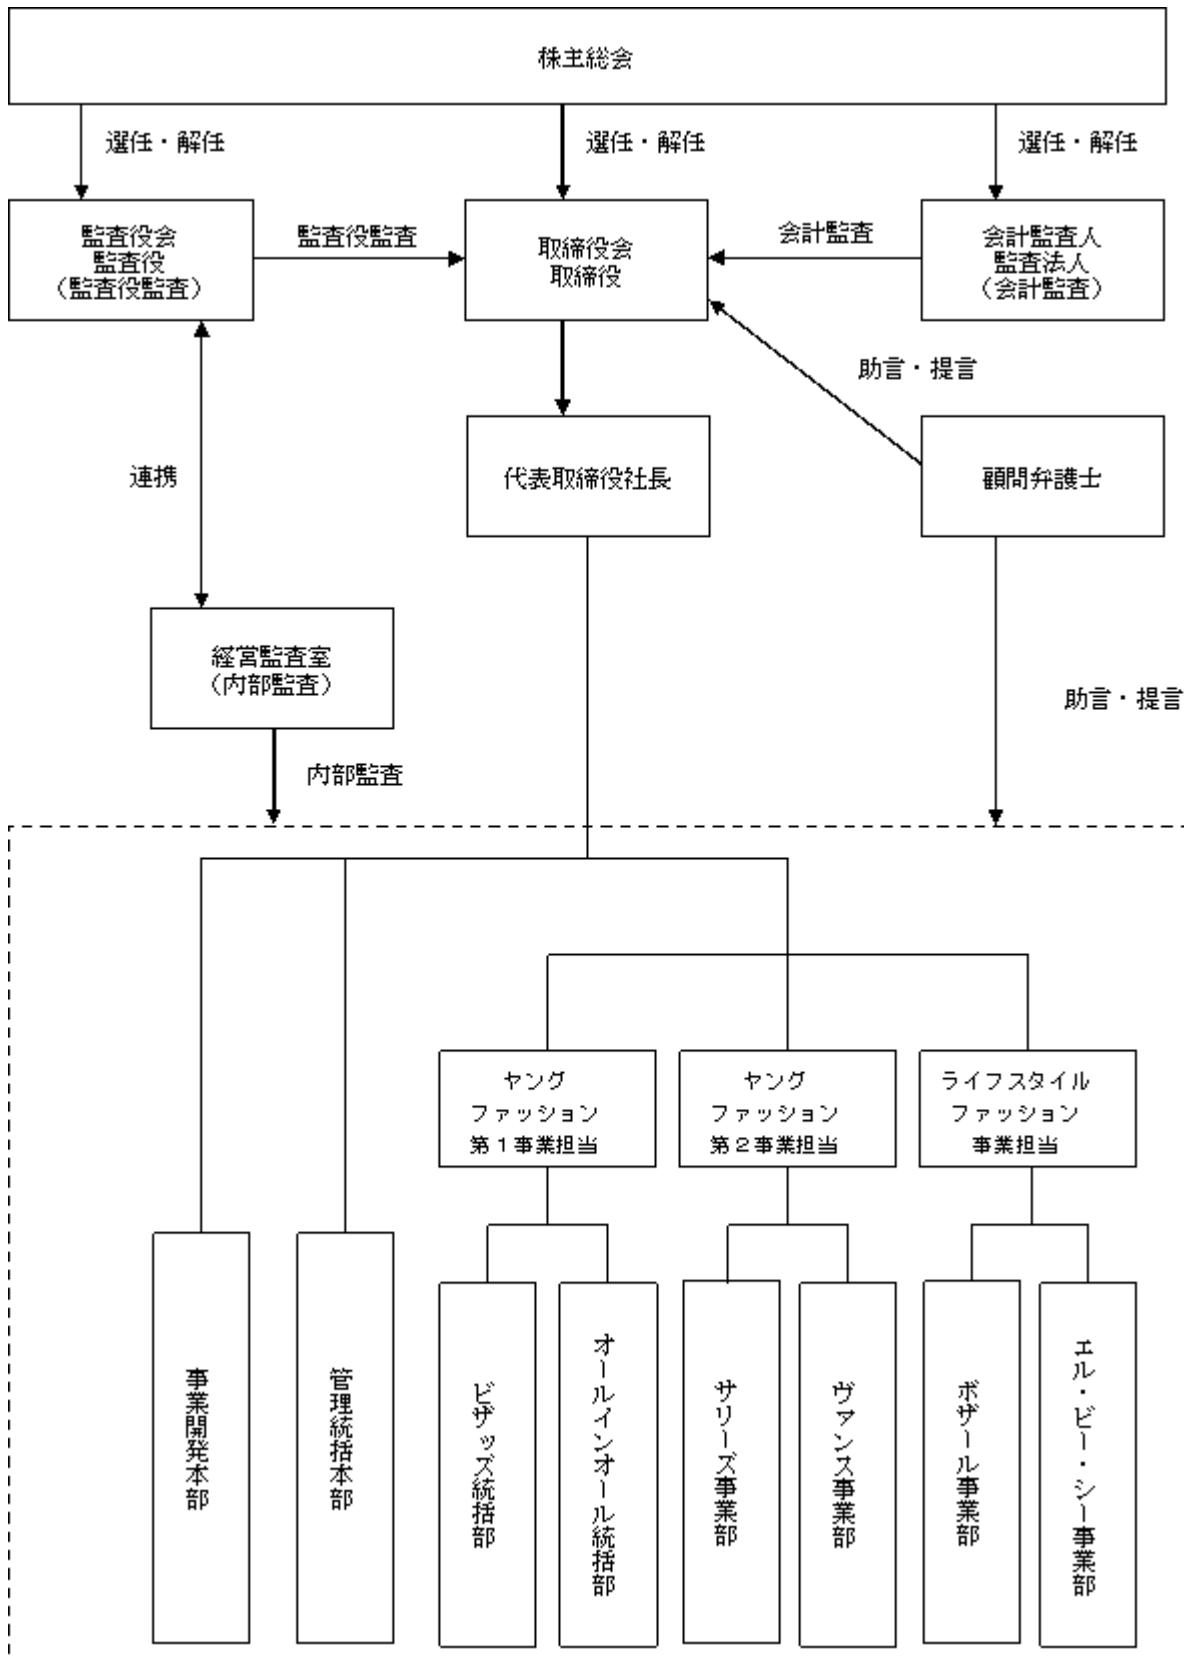 株主総会
選任・解任
選任・解任
選任・解任
監査役会
監査役
（監査役監査）
監査役監査
取締役会
取締役
会計監査
会計監査人
監査法人
（会計監査）
助言・提言
連携
代表取締役社長
顧問弁護士
経営監査室
（内部監査）
助言・提言
内部監査
ヤング
ファッション
第１事業担当
ヤング
ファッション
第２事業担当
ライフスタイル
ファッション
事業担当
事業開発本部
管理統括本部
ビザッズ統括部
オールインオール統括部
サリーズ事業部
ヴァンス事業部
ボザール事業部
エル・ビー・シー事業部